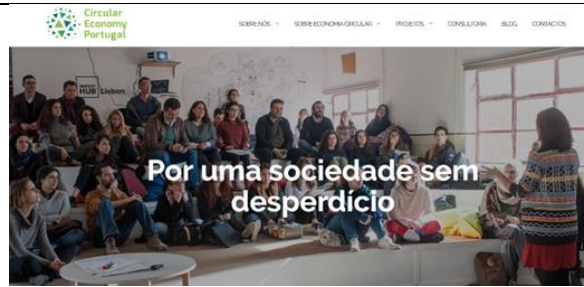 Circular
Economy
Portugal
SOBRE NÓS
SOBRE ECONOMIA CIRCULAR
PROJETOS
CONSULTORIA
BLOG
CONTACTOS
IMPACT
HUB Lisbon
Por uma sociedade sem
desperdício